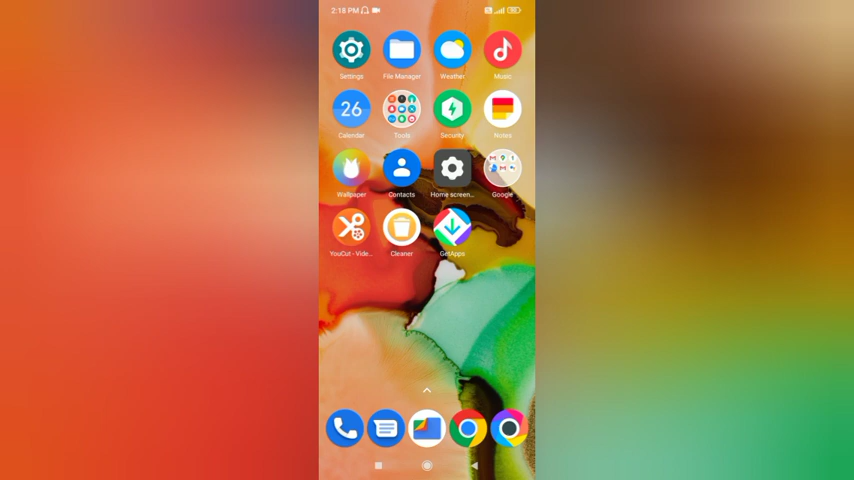 2:18 PM
Settings
File Manager
Weather
Music
26
Calendar
Tools
Security
Notes
Wallpaper
Contacts
Home screen...
Google
YouCut - Vide...
Cleaner
GetApps